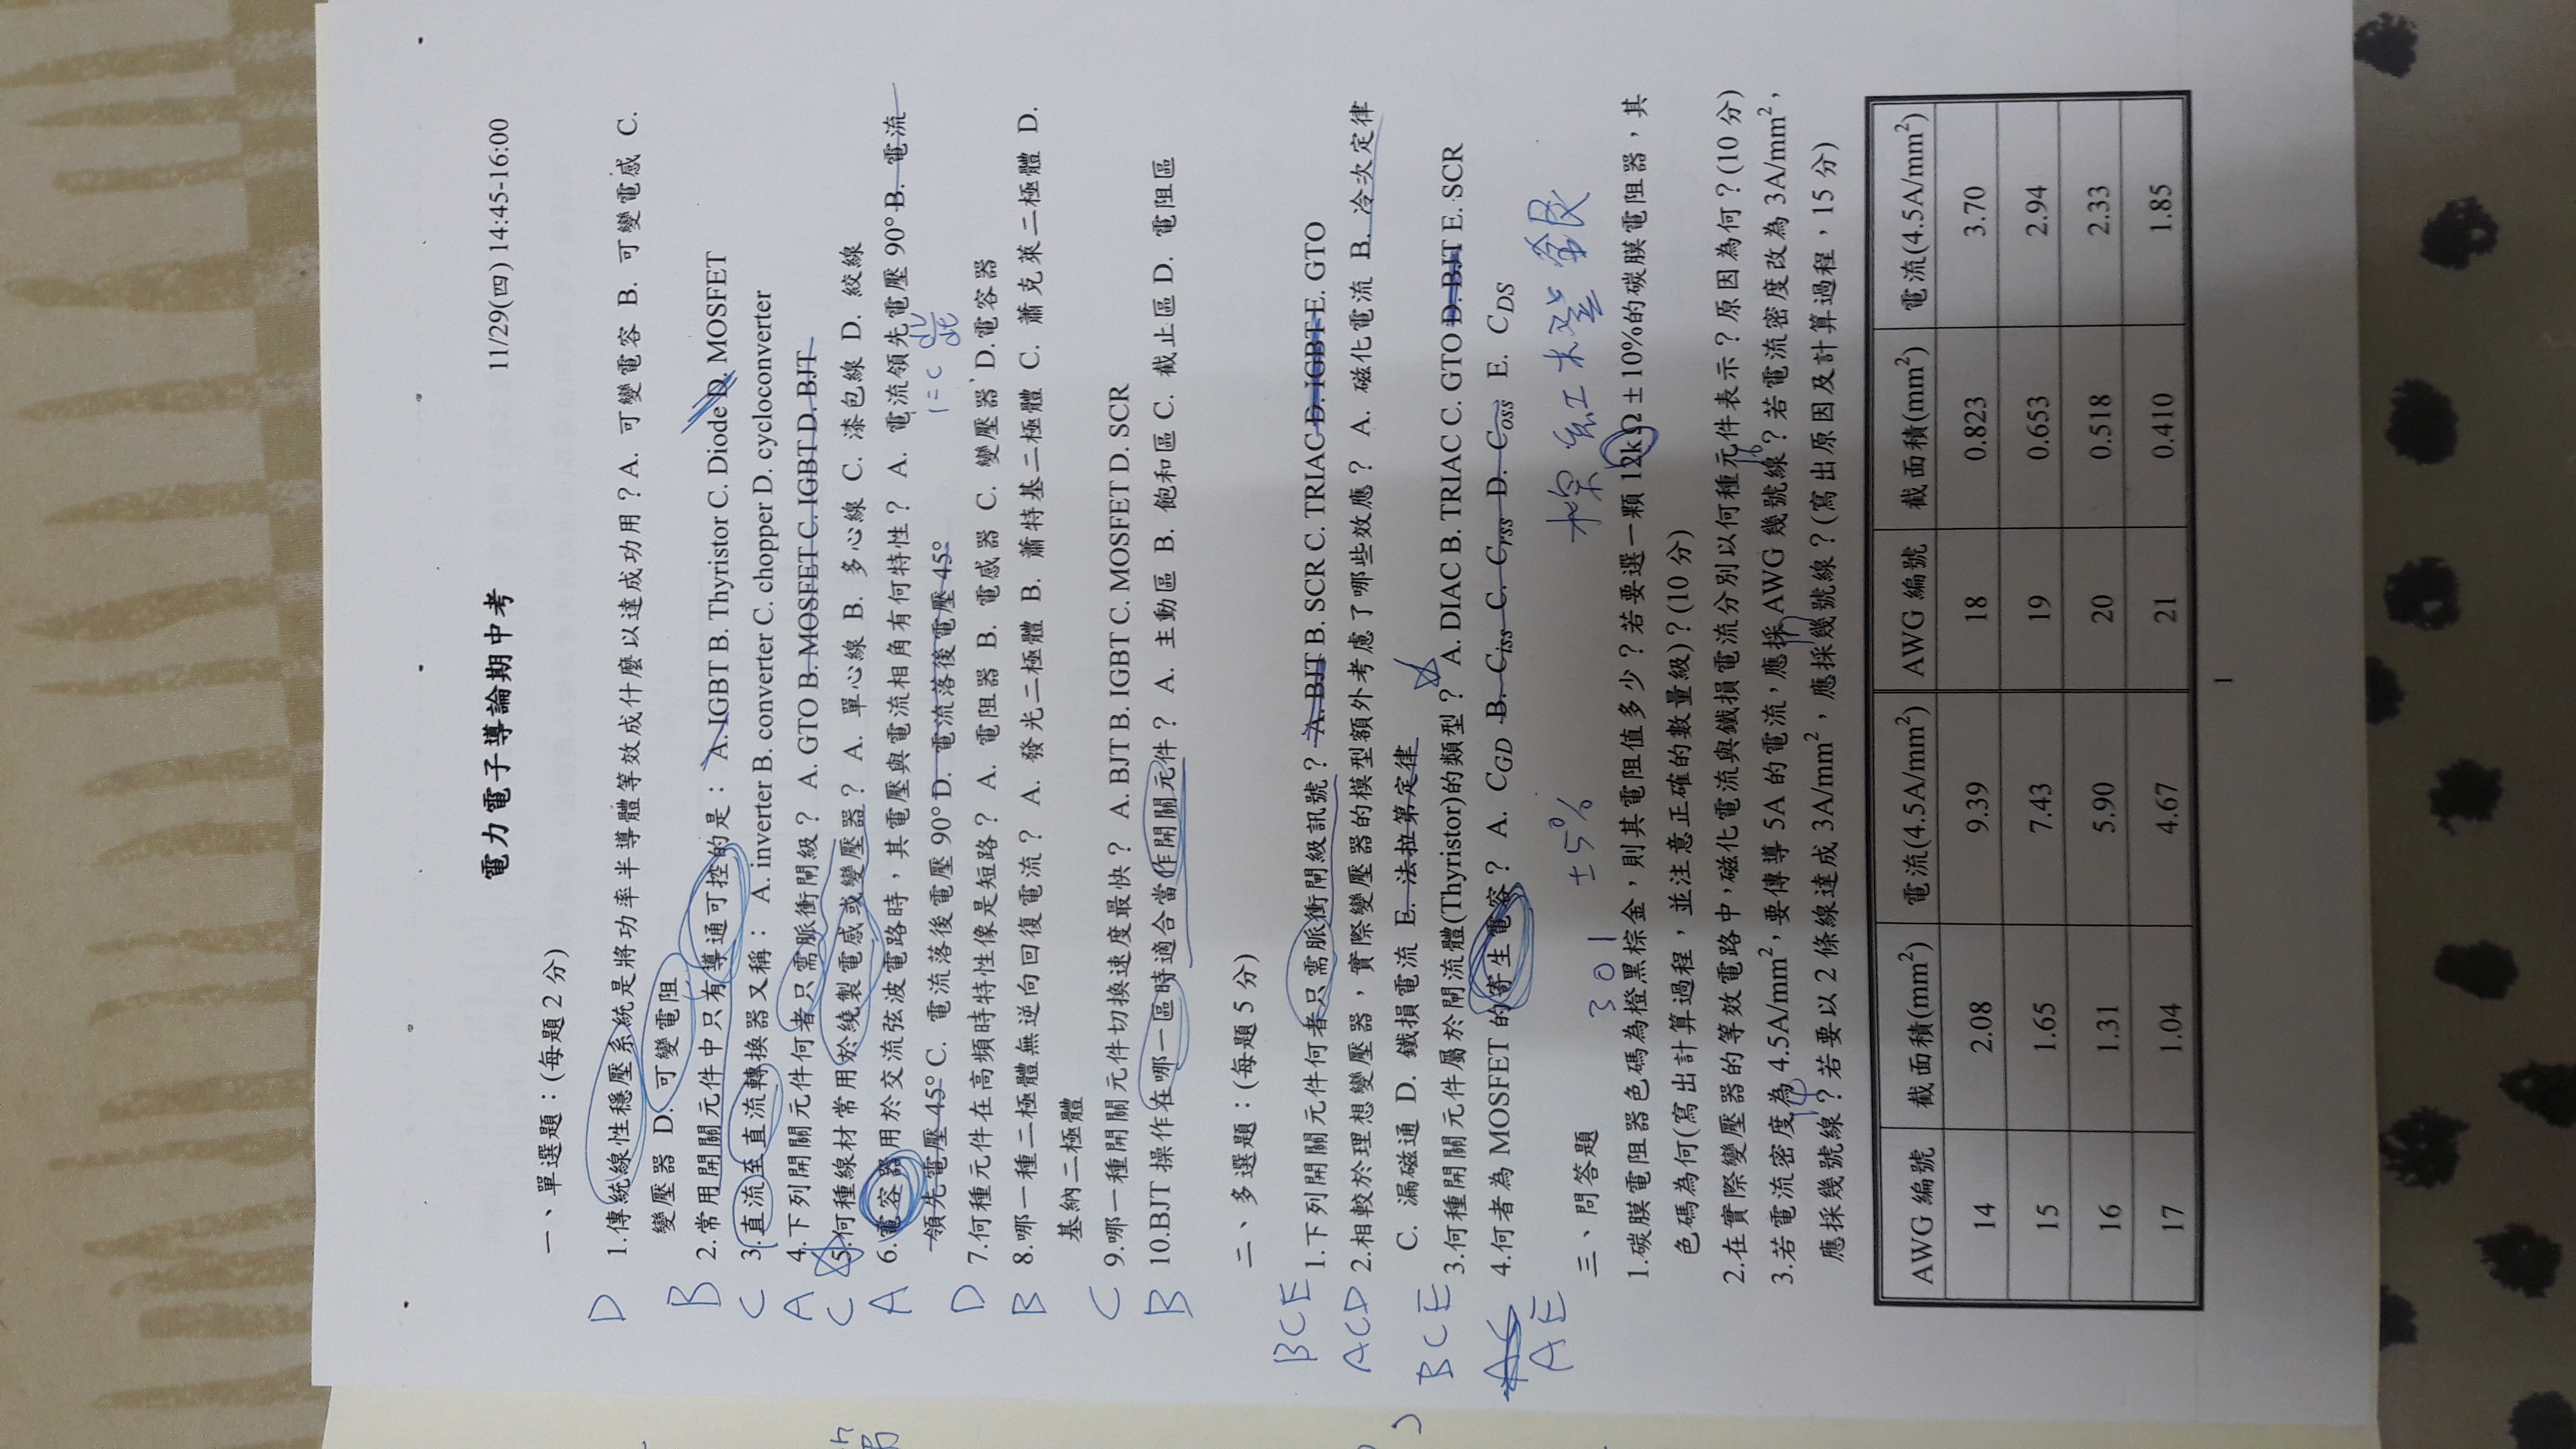 電力電子導論期中考 11/29(四) 14:45-16:00
一、單選題：(每題 2 分)
D 1.傳統線性穩壓系統是將功率半導體等效成什麼以達成功用？A. 可變電容 B. 可變電感 C.
變壓器 D. 可變電阻
B 2.常用開關元件中只有導通可控的是： A. IGBT B. Thyristor C. Diode D. MOSFET
C 3.直流至直流轉換器又稱： A. inverter B. converter C. chopper D. cycloconverter
A 4.下列開關元件何者只需脈衝閘級？ A. GTO B. MOSFET C. IGBT D. BJT
C 5.何種線材常用於繞製電感或變壓器？ A. 單心線 B. 多心線 C. 漆包線 D. 絞線
A 6.電容器用於交流弦波電路時，其電壓與電流相角有何特性？ A. 電流領先電壓 90° B. 電流
領先電壓 45° C. 電流落後電壓 90° D. 電流落後電壓 45° i=c dv/dt
D 7.何種元件在高頻時特性像是短路？ A. 電阻器 B. 電感器 C. 變壓器 D.電容器
B 8.哪一種二極體無逆向回復電流？ A. 發光二極體 B. 蕭特基二極體 C. 蕭克萊二極體 D.
基納二極體
C 9.哪一種開關元件切換速度最快？ A. BJT B. IGBT C. MOSFET D. SCR
B 10.BJT 操作在哪一區時適合當作開關元件？ A. 主動區 B. 飽和區 C. 截止區 D. 電阻區
二、多選題：(每題 5 分)
BCE 1.下列開關元件何者只需脈衝閘級訊號？ A. BJT B. SCR C. TRIAC D. IGBT E. GTO
ACD 2.相較於理想變壓器，實際變壓器的模型額外考慮了哪些效應？ A. 磁化電流 B. 冷次定律
C. 漏磁通 D. 鐵損電流 E. 法拉第定律
BCE 3.何種開關元件屬於閘流體(Thyristor)的類型？ A. DIAC B. TRIAC C. GTO D. BJT E. SCR
AC 4.何者為 MOSFET 的寄生電容？ A. CGD B. Ciss C. Crss D. Coss E. CDS
AE
三、問答題
301 ±5% 棕紅橙銀
1.碳膜電阻器色碼為橙黑棕金，則其電阻值多少？若要選一顆 12kΩ±10%的碳膜電阻器，其
色碼為何(寫出計算過程，並注意正確的數量級)？(10 分)
2.在實際變壓器的等效電路中，磁化電流與鐵損電流分別以何種元件表示？原因為何？(10 分)
16
3.若電流密度為 4.5A/mm²，要傳導 5A 的電流，應採 AWG 幾號線？若電流密度改為 3A/mm²，
14 17
應採幾號線？若要以 2 條線達成 3A/mm²，應採幾號線？(寫出原因及計算過程，15 分)
AWG 編號 截面積(mm²) 電流(4.5A/mm²) AWG 編號 截面積(mm²) 電流(4.5A/mm²)
14 2.08 9.39 18 0.823 3.70
15 1.65 7.43 19 0.653 2.94
16 1.31 5.90 20 0.518 2.33
17 1.04 4.67 21 0.410 1.85
1